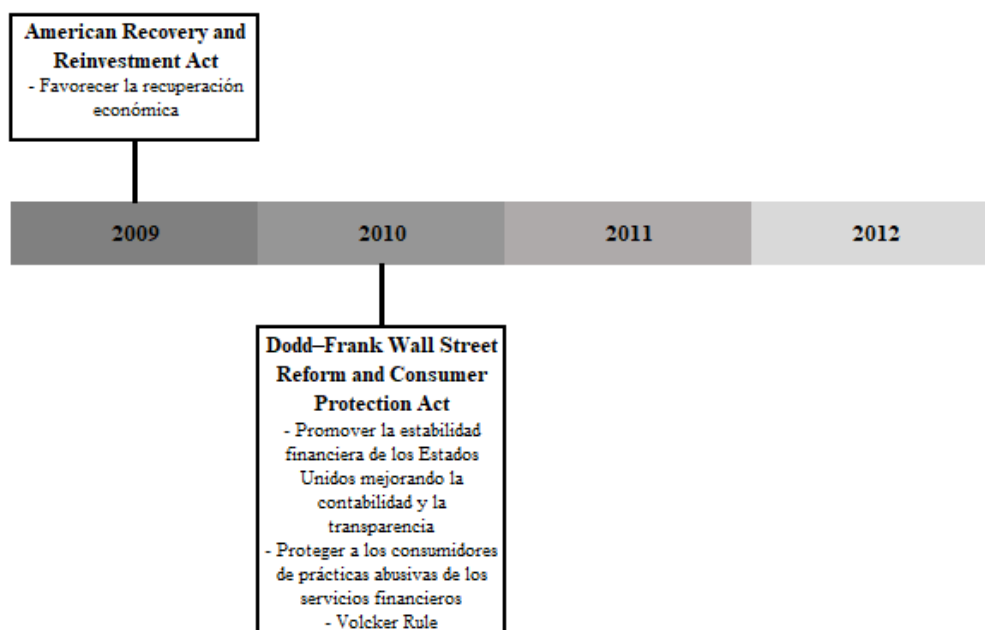 American Recovery and
Reinvestment Act
- Favorecer la recuperación
económica
2009
2010
2011
2012
Dodd–Frank Wall Street
Reform and Consumer
Protection Act
- Promover la estabilidad
financiera de los Estados
Unidos mejorando la
contabilidad y la
transparencia
- Proteger a los consumidores
de prácticas abusivas de los
servicios financieros
- Volcker Rule